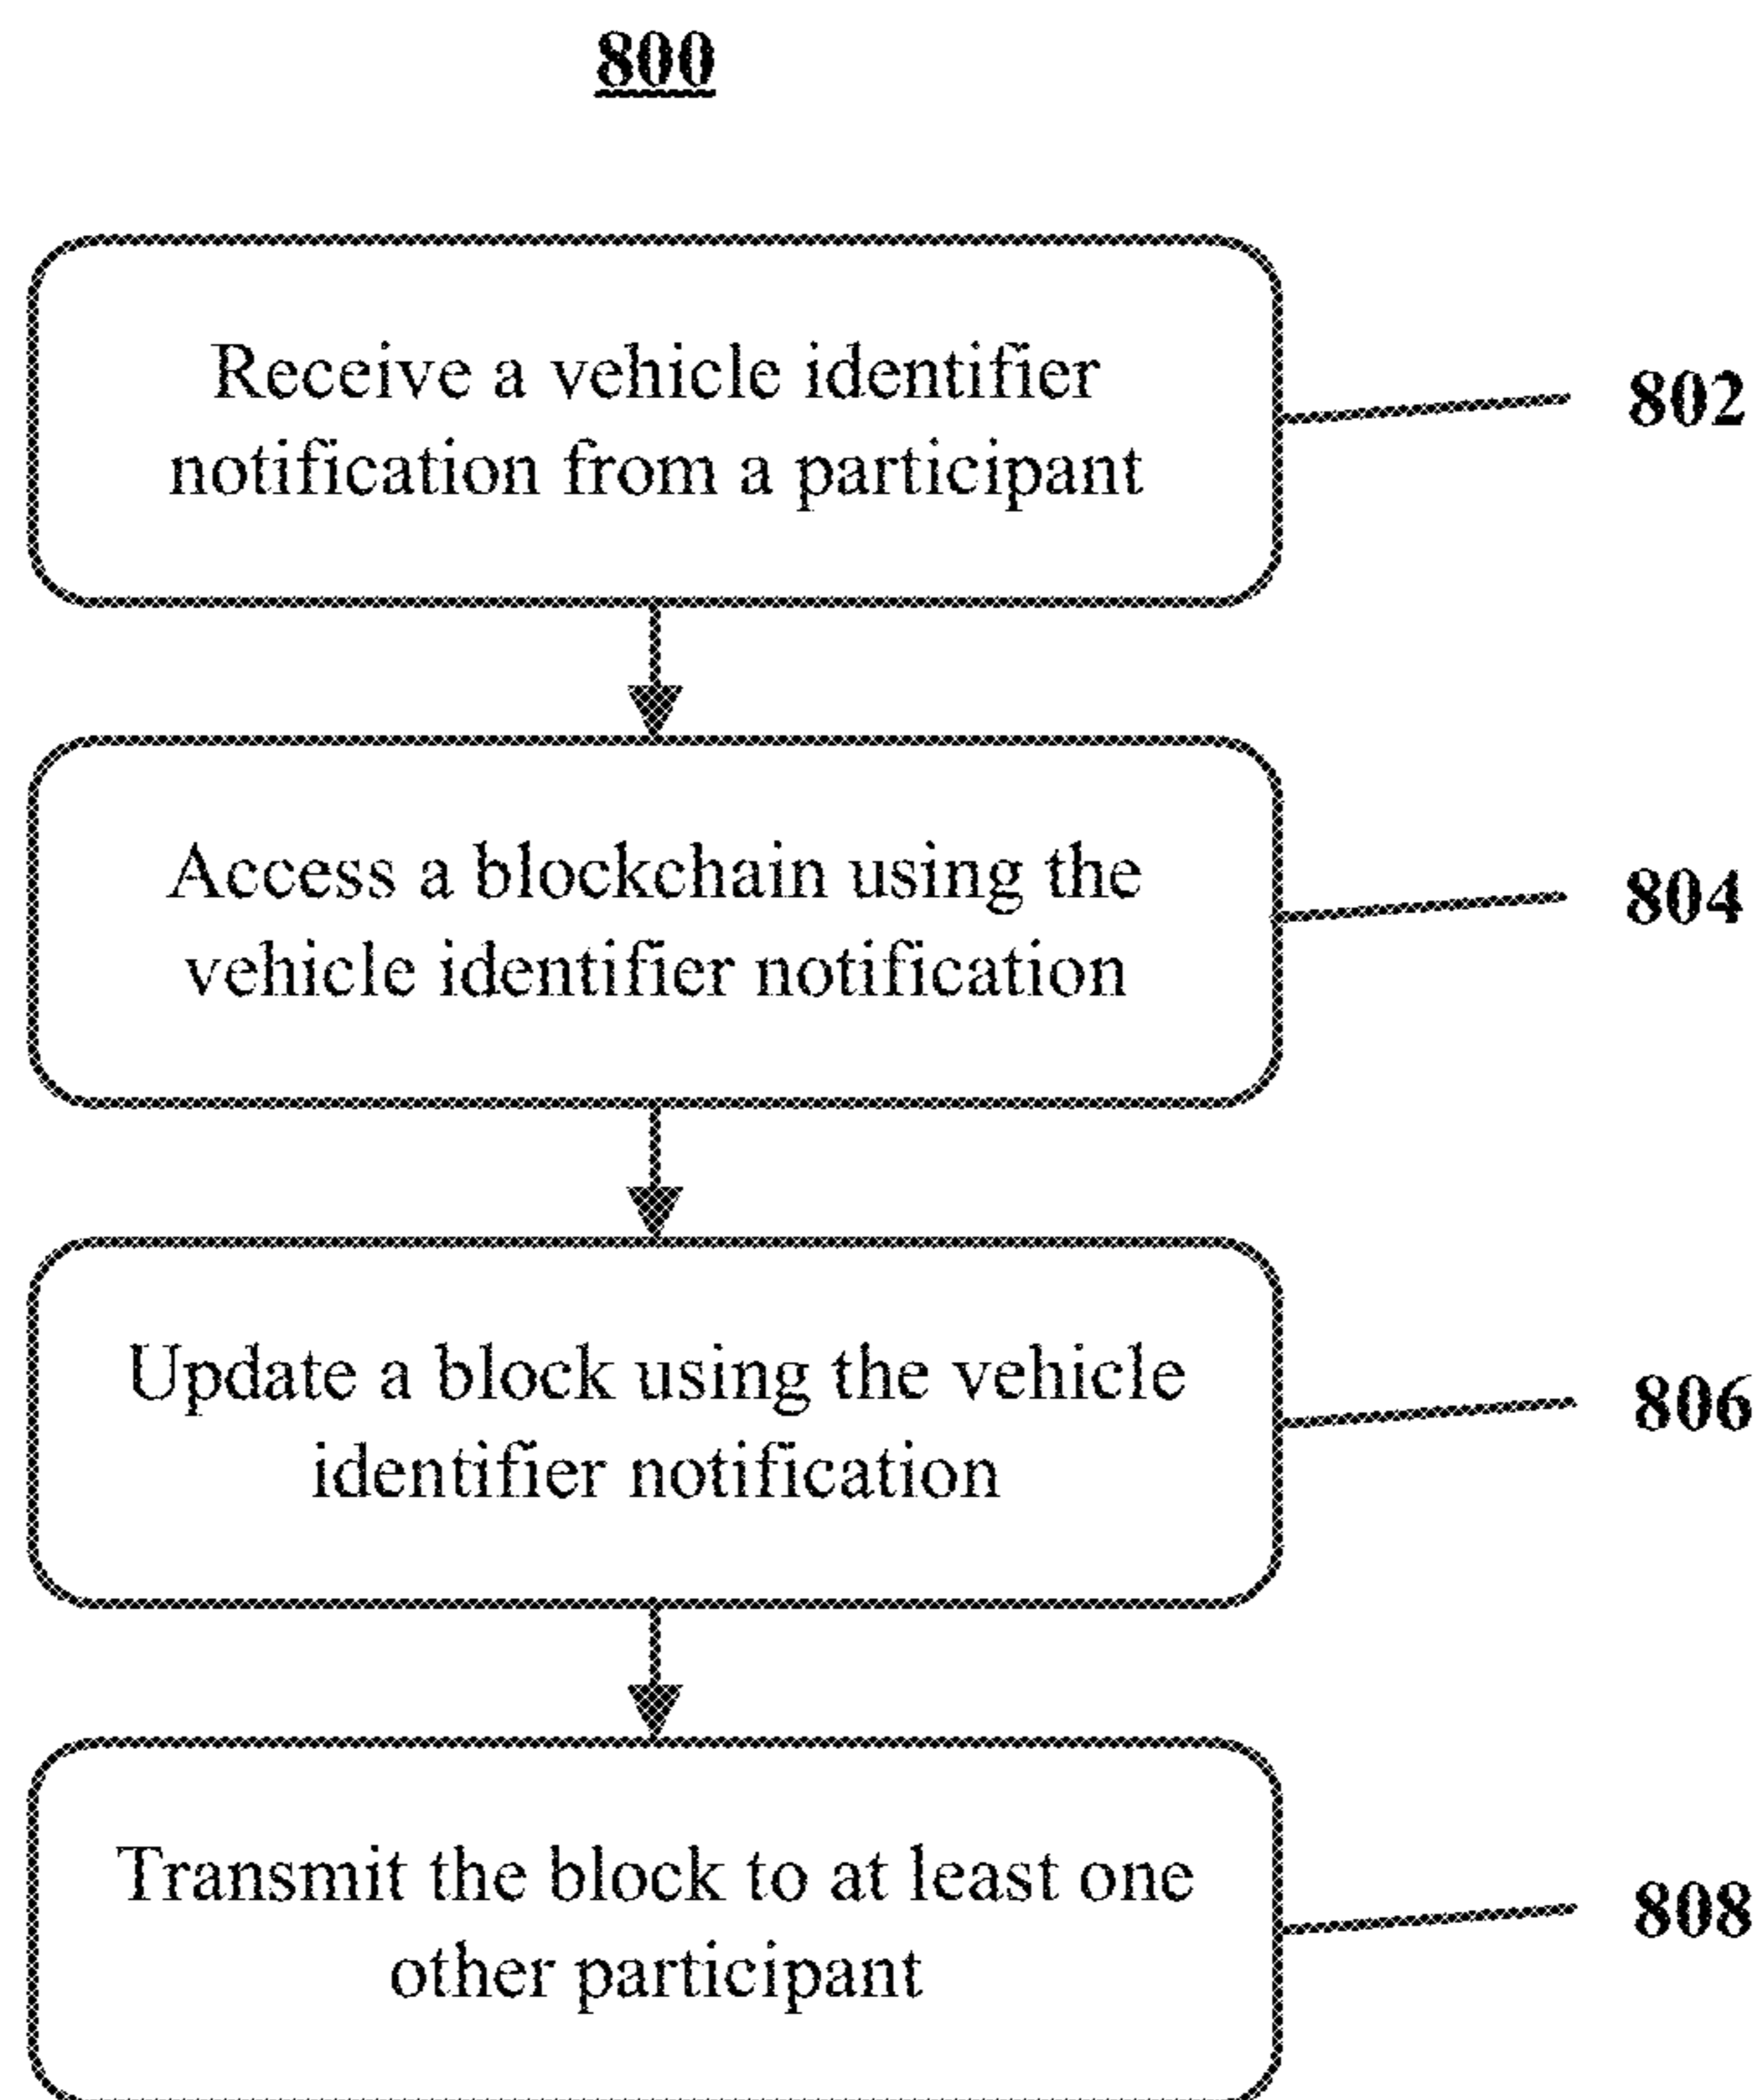 800
Receive a vehicle identifier
notification from a participant
802
Access a blockchain using the
vehicle identifier notification
804
Update a block using the vehicle
identifier notification
806
Transmit the block to at least one
other participant
808